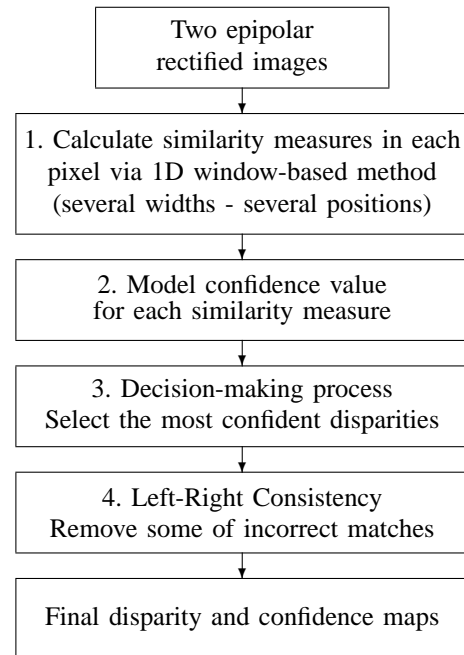 Two epipolar
rectified images
1. Calculate similarity measures in each
pixel via 1D window-based method
(several widths - several positions)
2. Model confidence value
for each similarity measure
3. Decision-making process
Select the most confident disparities
4. Left-Right Consistency
Remove some of incorrect matches
Final disparity and confidence maps